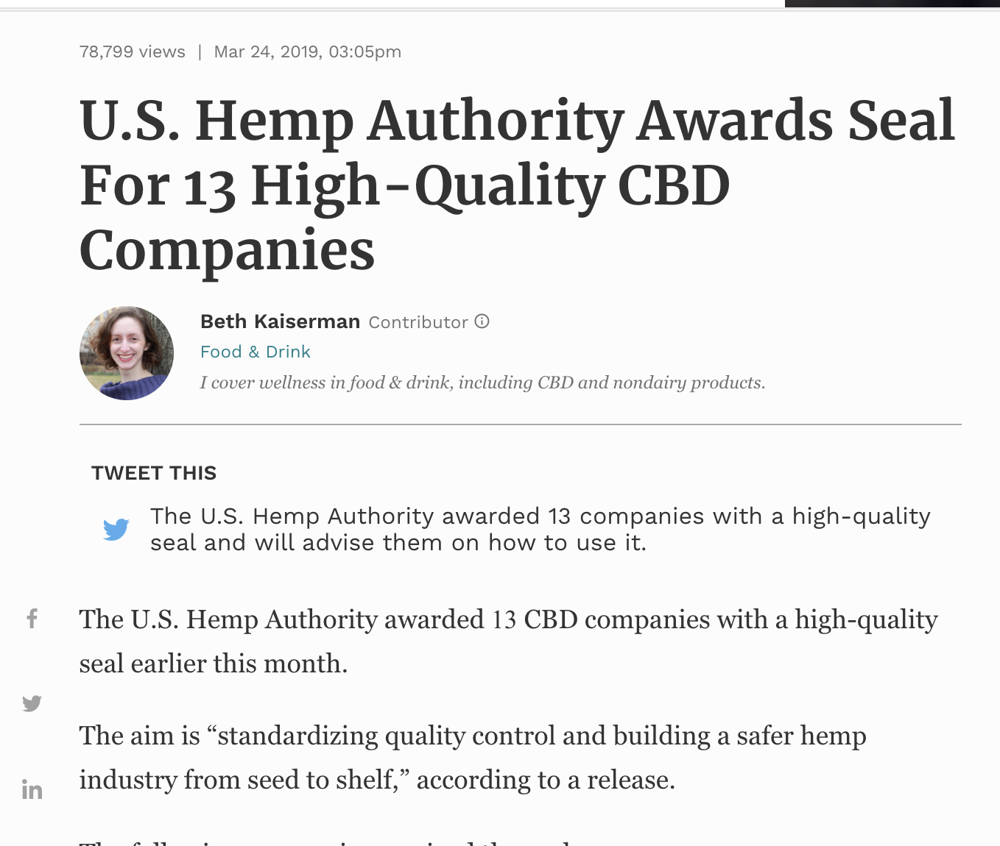 78,799 views | Mar 24, 2019, 03:05pm
U.S. Hemp Authority Awards Seal
For 13 High-Quality CBD
Companies
Beth Kaiserman Contributor
Food & Drink
I cover wellness in food & drink, including CBD and nondairy products.
TWEET THIS
The U.S. Hemp Authority awarded 13 companies with a high-quality
seal and will advise them on how to use it.
The U.S. Hemp Authority awarded 13 CBD companies with a high-quality
seal earlier this month.
The aim is “standardizing quality control and building a safer hemp
industry from seed to shelf,” according to a release.